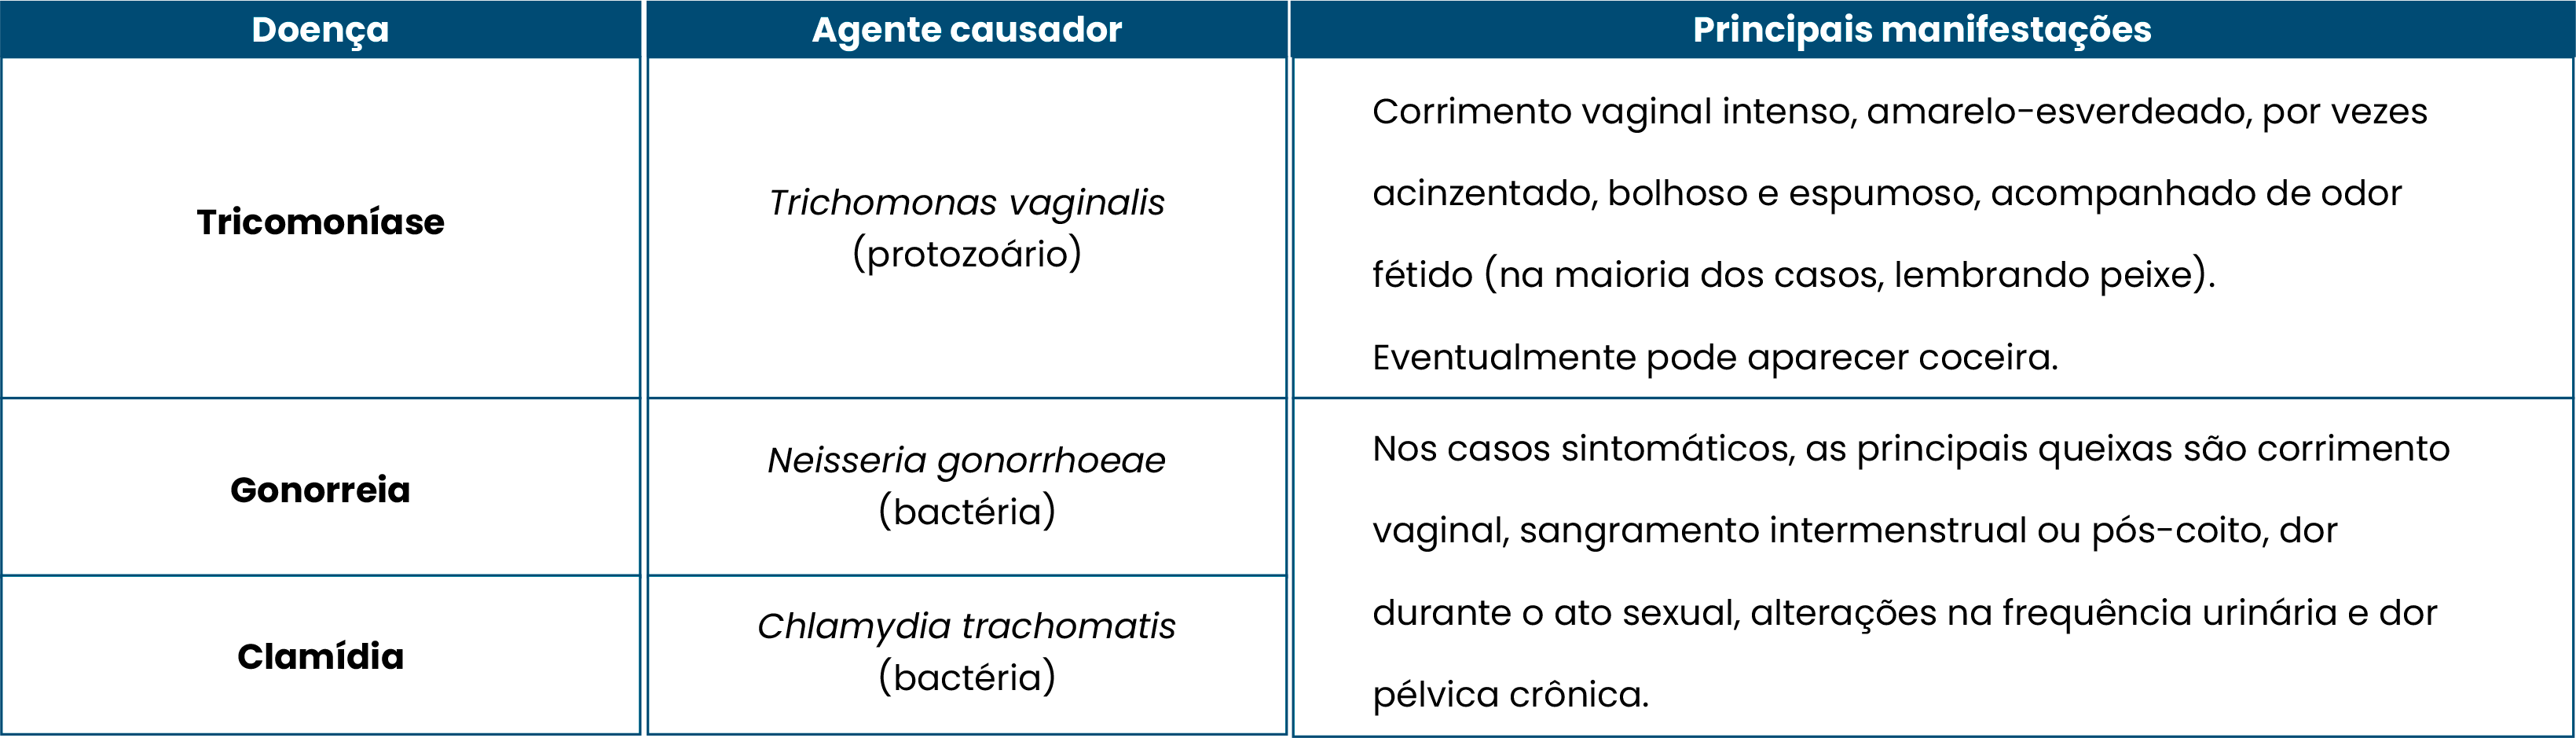 Doença
Agente causador
Principais manifestações
Tricomoníase
Trichomonas vaginalis
(protozoário)
Corrimento vaginal intenso, amarelo-esverdeado, por vezes
acinzentado, bolhoso e espumoso, acompanhado de odor
fétido (na maioria dos casos, lembrando peixe).
Eventualmente pode aparecer coceira.
Gonorreia
Neisseria gonorrhoeae
(bactéria)
Nos casos sintomáticos, as principais queixas são corrimento
vaginal, sangramento intermenstrual ou pós-coito, dor
durante o ato sexual, alterações na frequência urinária e dor
pélvica crônica.
Clamídia
Chlamydia trachomatis
(bactéria)